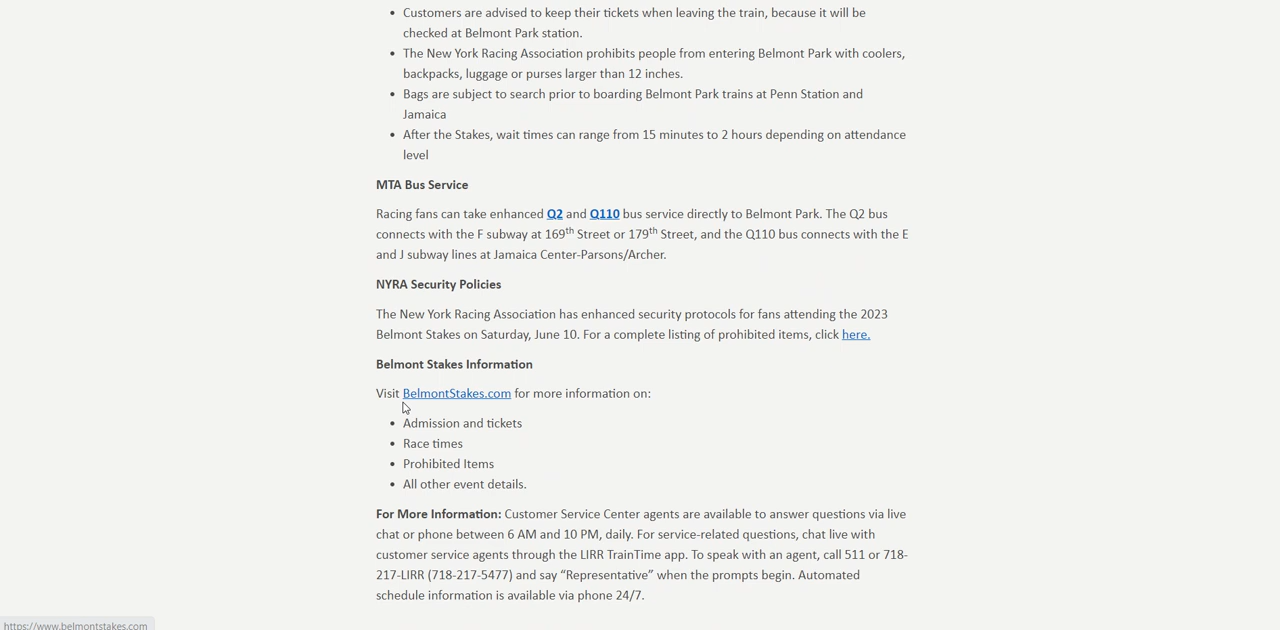 • Customers are advised to keep their tickets when leaving the train, because it will be
checked at Belmont Park station.
• The New York Racing Association prohibits people from entering Belmont Park with coolers,
backpacks, luggage or purses larger than 12 inches.
• Bags are subject to search prior to boarding Belmont Park trains at Penn Station and
Jamaica
• After the Stakes, wait times can range from 15 minutes to 2 hours depending on attendance
level
MTA Bus Service
Racing fans can take enhanced Q2 and Q110 bus service directly to Belmont Park. The Q2 bus
connects with the F subway at 169th Street or 179th Street, and the Q110 bus connects with the E
and J subway lines at Jamaica Center-Parsons/Archer.
NYRA Security Policies
The New York Racing Association has enhanced security protocols for fans attending the 2023
Belmont Stakes on Saturday, June 10. For a complete listing of prohibited items, click here.
Belmont Stakes Information
Visit BelmontStakes.com for more information on:
• Admission and tickets
• Race times
• Prohibited Items
• All other event details.
For More Information: Customer Service Center agents are available to answer questions via live
chat or phone between 6 AM and 10 PM, daily. For service-related questions, chat live with
customer service agents through the LIRR TrainTime app. To speak with an agent, call 511 or 718-
217-LIRR (718-217-5477) and say “Representative” when the prompts begin. Automated
schedule information is available via phone 24/7.
https://www.belmontstakes.com